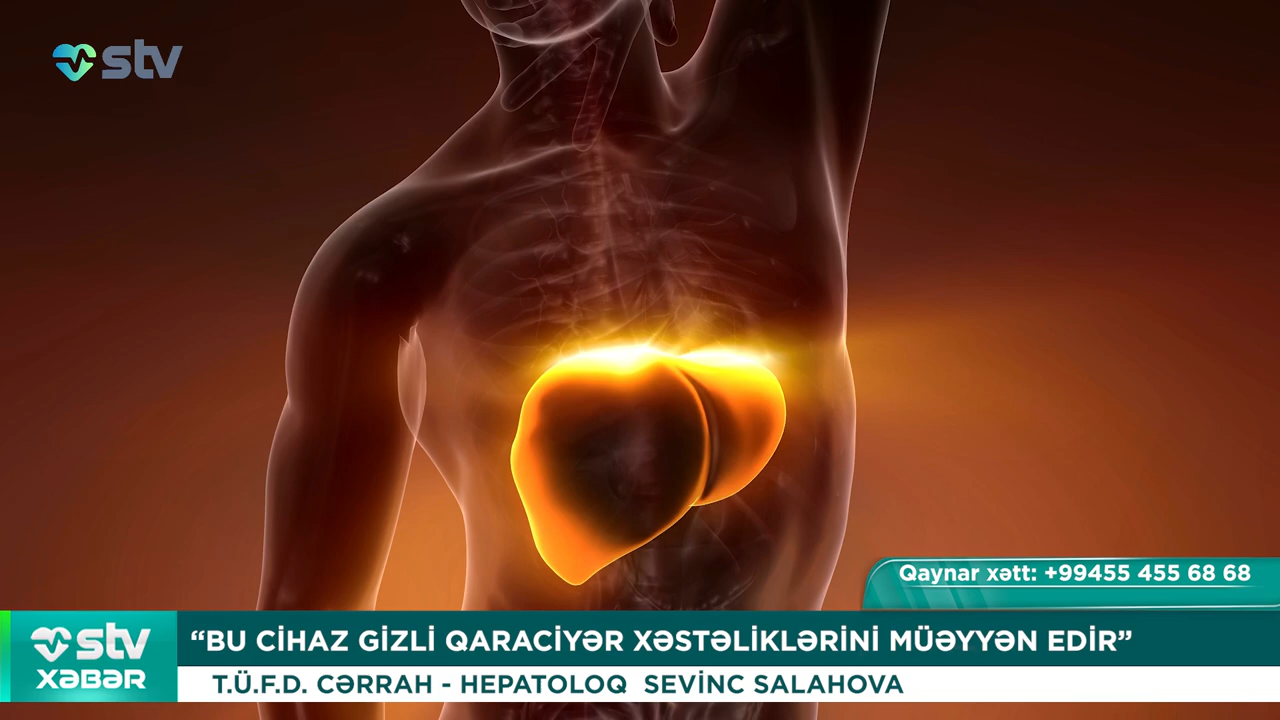 stv
Qaynar xətt: +99455 455 68 68
stv
XƏBƏR
“BU CİHAZ GİZLİ QARACİYƏR XƏSTƏLİKLƏRİNİ MÜƏYYƏN EDİR”
T.Ü.F.D. CƏRRAH - HEPATOLOQ SEVİNC SALAHOVA